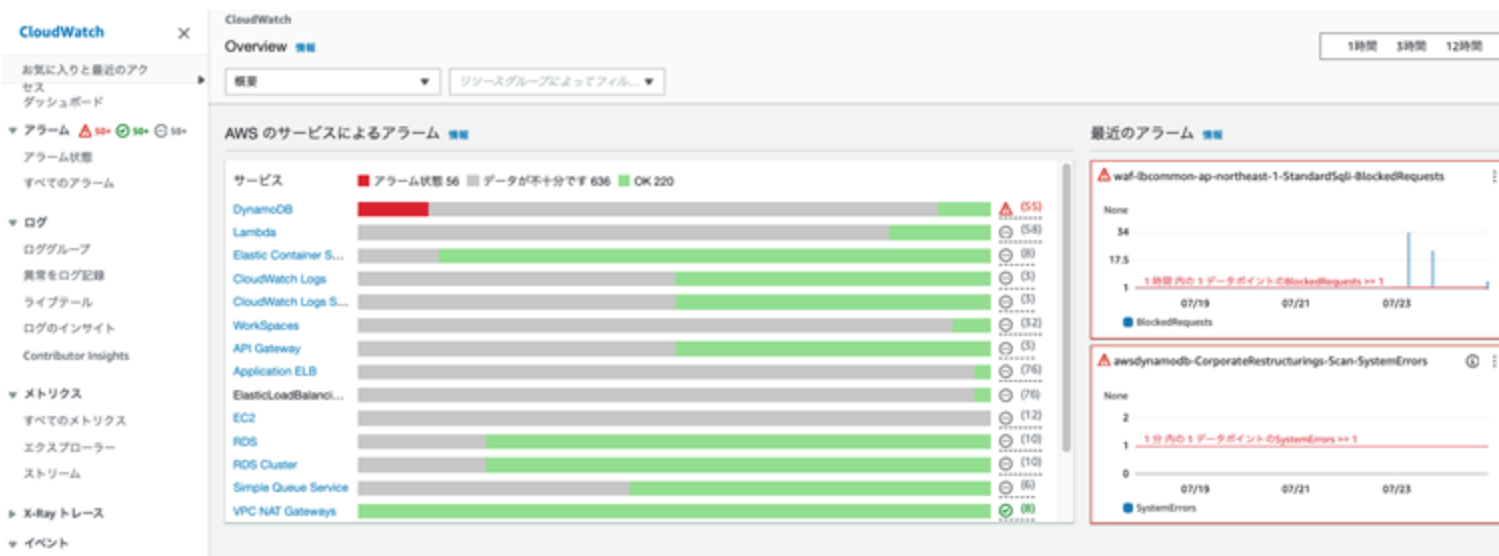 CloudWatch
お気に入りと最近のアク
セス
ダッシュボード
アラーム 50+ 50+ 50+
アラーム状態
すべてのアラーム
ログ
ロググループ
異常をログ記録
ライブテール
ログのインサイト
Contributor Insights
メトリクス
すべてのメトリクス
エクスプローラー
ストリーム
X-Ray トレース
イベント
CloudWatch
Overview 情報
概要
リソースグループによってフィル...
1時間 3時間 12時間
AWS のサービスによるアラーム 情報
サービス アラーム状態 56 データが不十分です 636 OK 220
DynamoDB (55)
Lambda (58)
Elastic Container S... (8)
CloudWatch Logs (3)
CloudWatch Logs S... (3)
WorkSpaces (32)
API Gateway (3)
Application ELB (76)
ElasticLoadBalanci... (76)
EC2 (12)
RDS (10)
RDS Cluster (10)
Simple Queue Service (6)
VPC NAT Gateways (8)
最近のアラーム 情報
waf-lbcommon-ap-northeast-1-StandardSqli-BlockedRequests
None
34
17.5
1
1 時間 内の 1 データポイントのBlockedRequests >= 1
07/19 07/21 07/23
BlockedRequests
awsdynamodb-CorporateRestructurings-Scan-SystemErrors
None
2
1
1 分 内の 1 データポイントのSystemErrors >= 1
0
07/19 07/21 07/23
SystemErrors